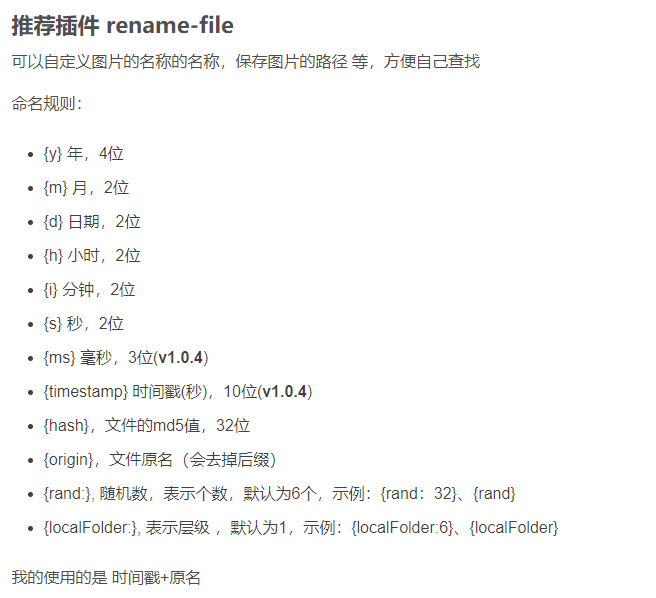 推荐插件 rename-file
可以自定义图片的名称的名称，保存图片的路径 等，方便自己查找
命名规则：
• {y} 年，4位
• {m} 月，2位
• {d} 日期，2位
• {h} 小时，2位
• {i} 分钟，2位
• {s} 秒，2位
• {ms} 毫秒，3位(v1.0.4)
• {timestamp} 时间戳(秒)，10位(v1.0.4)
• {hash}，文件的md5值，32位
• {origin}，文件原名（会去掉后缀）
• {rand:}, 随机数，表示个数，默认为6个，示例：{rand：32}、{rand}
• {localFolder:}, 表示层级 ，默认为1，示例：{localFolder:6}、{localFolder}
我的使用的是 时间戳+原名